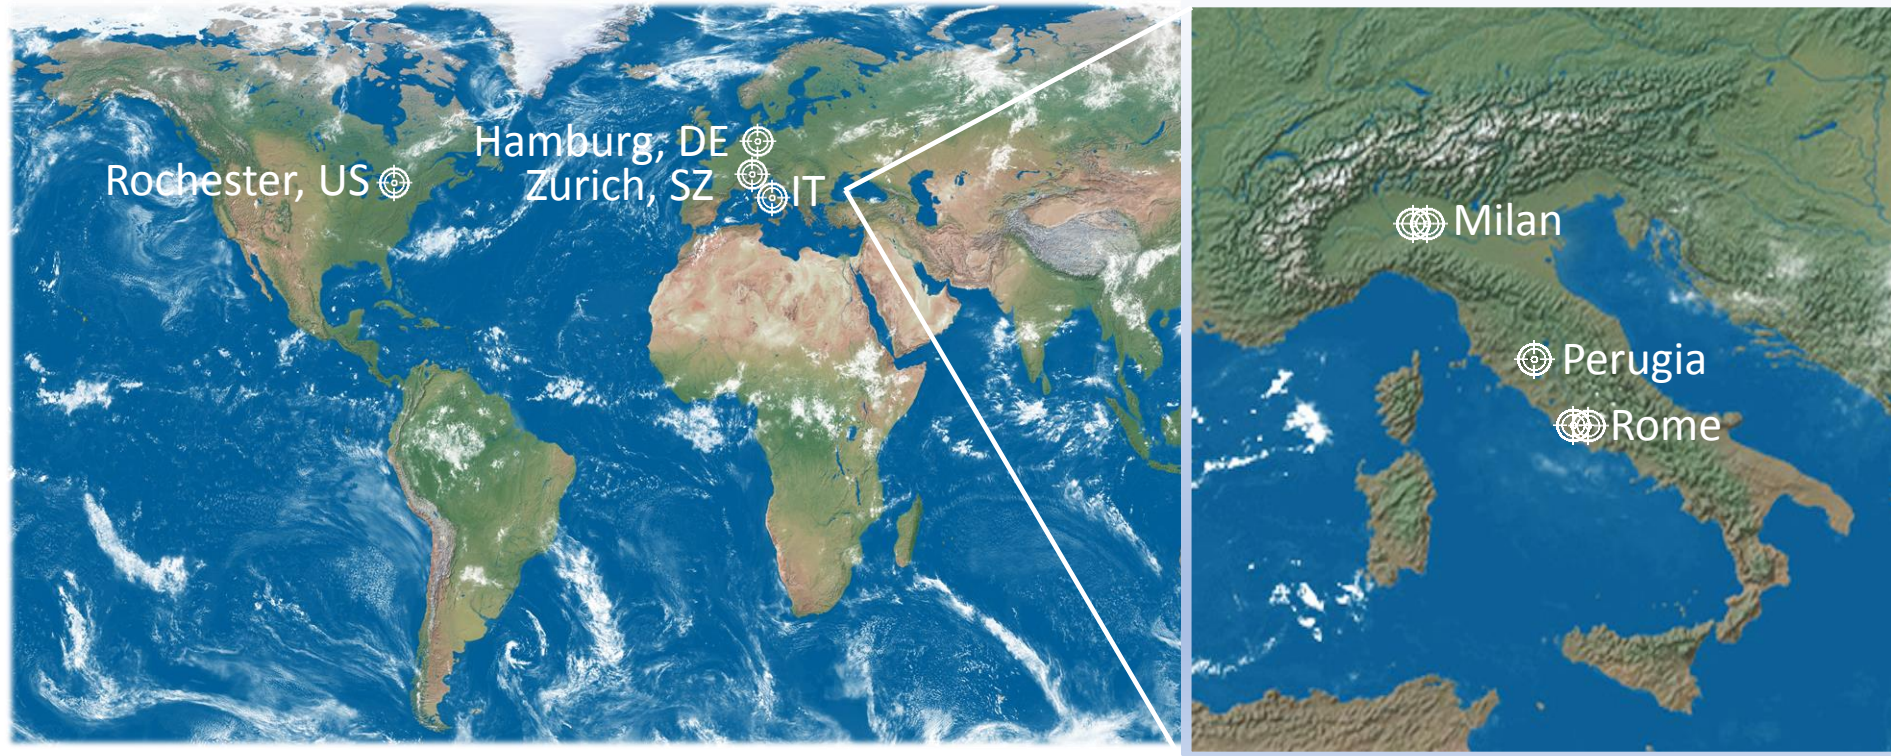 Hamburg, DE
Rochester, US
Zurich, SZ
IT
Milan
Perugia
Rome